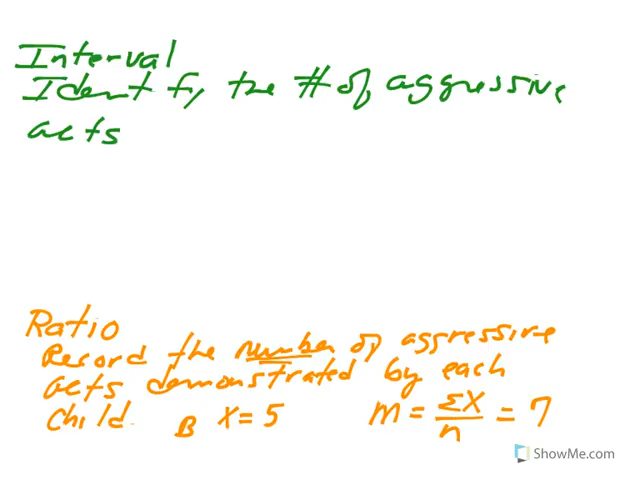 Interval
Identify the # of aggressive
acts
Ratio
Record the number of aggressive
acts demonstrated by each
child. B X = 5 M = ΣX/n = 7
ShowMe.com